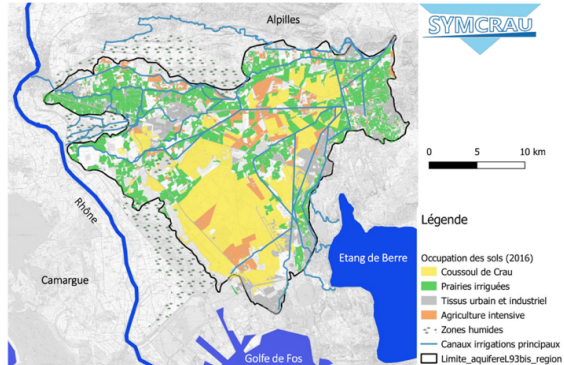 Alpilles
SYMCRAU
0 5 10 km
Rhône
Légende
Etang de Berre
Occupation des sols (2016)
Coussoul de Crau
Prairies irriguées
Camargue
Tissus urbain et industriel
Agriculture intensive
Zones humides
Canaux irrigations principaux
Golfe de Fos
Limite_aquifereL93bis_region